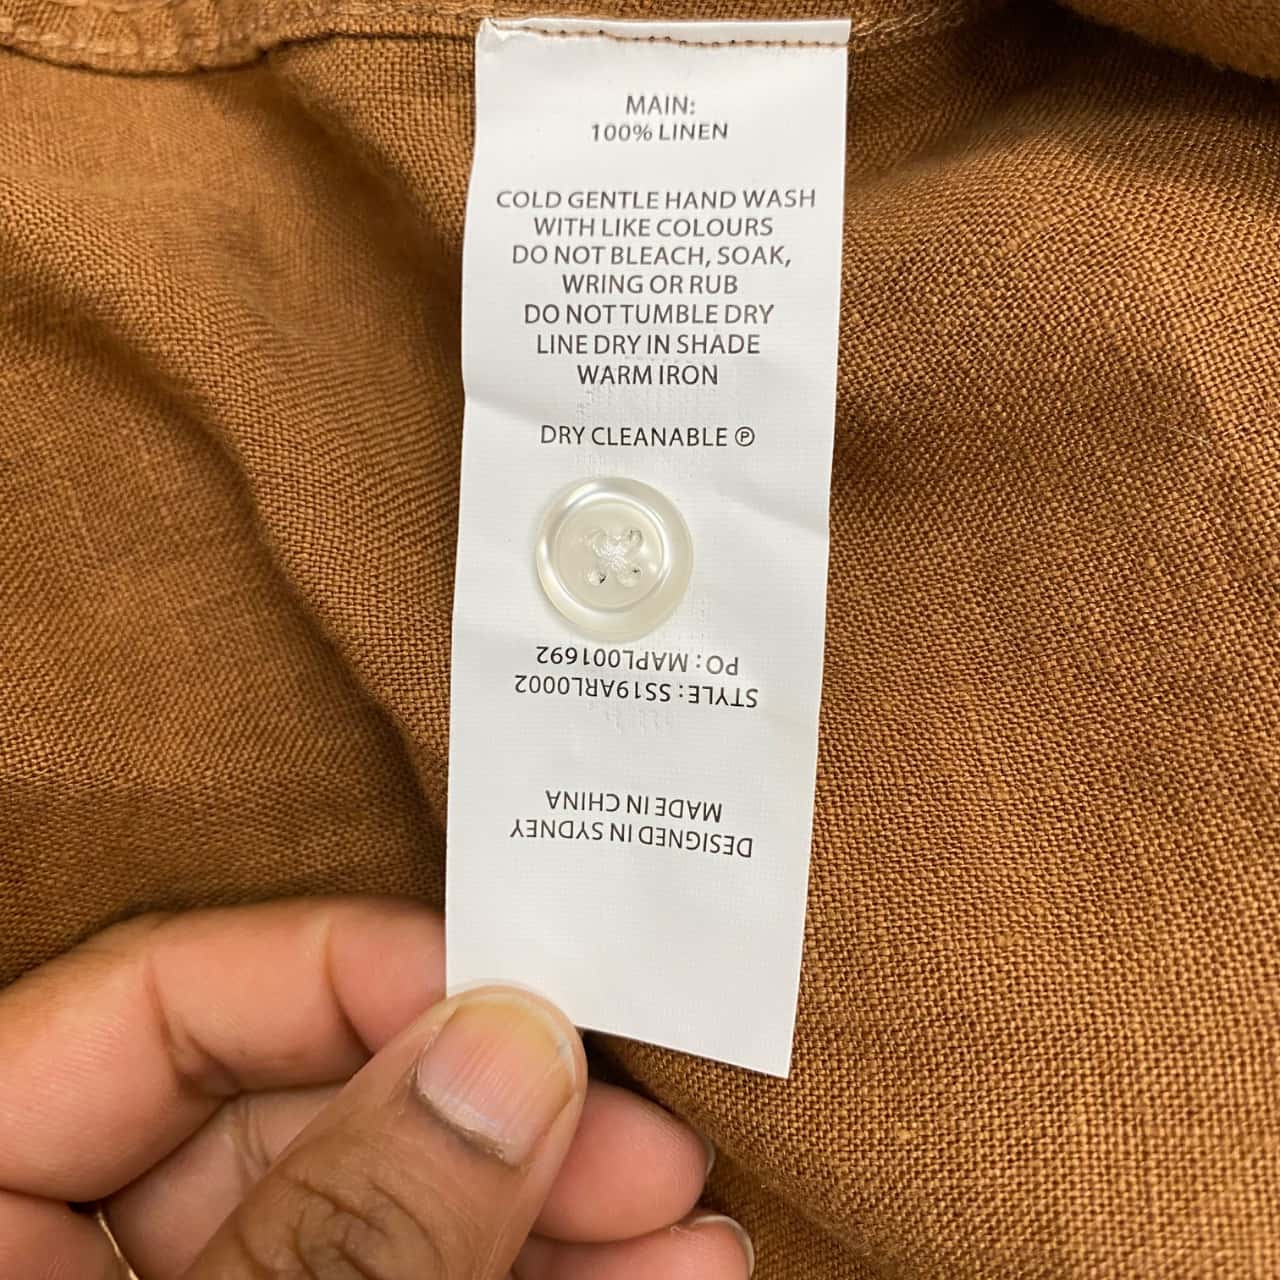 MAIN:
100% LINEN
COLD GENTLE HAND WASH
WITH LIKE COLOURS
DO NOT BLEACH, SOAK,
WRING OR RUB
DO NOT TUMBLE DRY
LINE DRY IN SHADE
WARM IRON
DRY CLEANABLE Ⓟ
DESIGNED IN SYDNEY
MADE IN CHINA
STYLE: SS19ARL0002
PO: MAPL001692